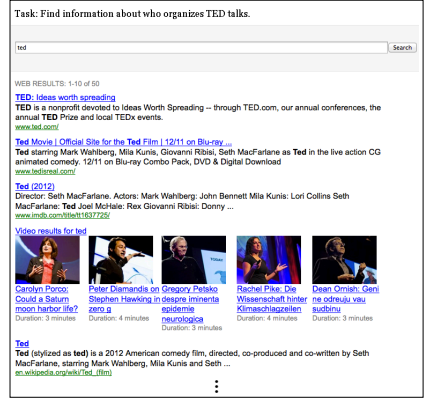 Task: Find information about who organizes TED talks.
ted
Search
WEB RESULTS: 1-10 of 50
TED: Ideas worth spreading
TED is a nonprofit devoted to Ideas Worth Spreading -- through TED.com, our annual conferences, the
annual TED Prize and local TEDx events.
www.ted.com/
Ted Movie | Official Site for the Ted Film | 12/11 on Blu-ray ...
Ted starring Mark Wahlberg, Mila Kunis, Giovanni Ribisi, Seth MacFarlane as Ted in the live action CG
animated comedy. 12/11 on Blu-ray Combo Pack, DVD & Digital Download
www.tedisreal.com/
Ted (2012)
Director: Seth MacFarlane. Actors: Mark Wahlberg: John Bennett Mila Kunis: Lori Collins Seth
MacFarlane: Ted Joel McHale: Rex Giovanni Ribisi: Donny ...
www.imdb.com/title/tt1637725/
Video results for ted
Carolyn Porco:
Could a Saturn
moon harbor life?
Duration: 3 minutes
Peter Diamandis on
Stephen Hawking in
zero g
Duration: 4 minutes
Gregory Petsko
despre iminenta
epidemie
neurologica
Duration: 3 minutes
Rachel Pike: Die
Wissenschaft hinter
Klimaschlagzeilen
Duration: 4 minutes
Dean Ornish: Geni
ne odreuju vau
sudbinu
Duration: 3 minutes
Ted
Ted (stylized as ted) is a 2012 American comedy film, directed, co-produced and co-written by Seth
MacFarlane, starring Mark Wahlberg, Mila Kunis and Seth ...
en.wikipedia.org/wiki/Ted_(film)